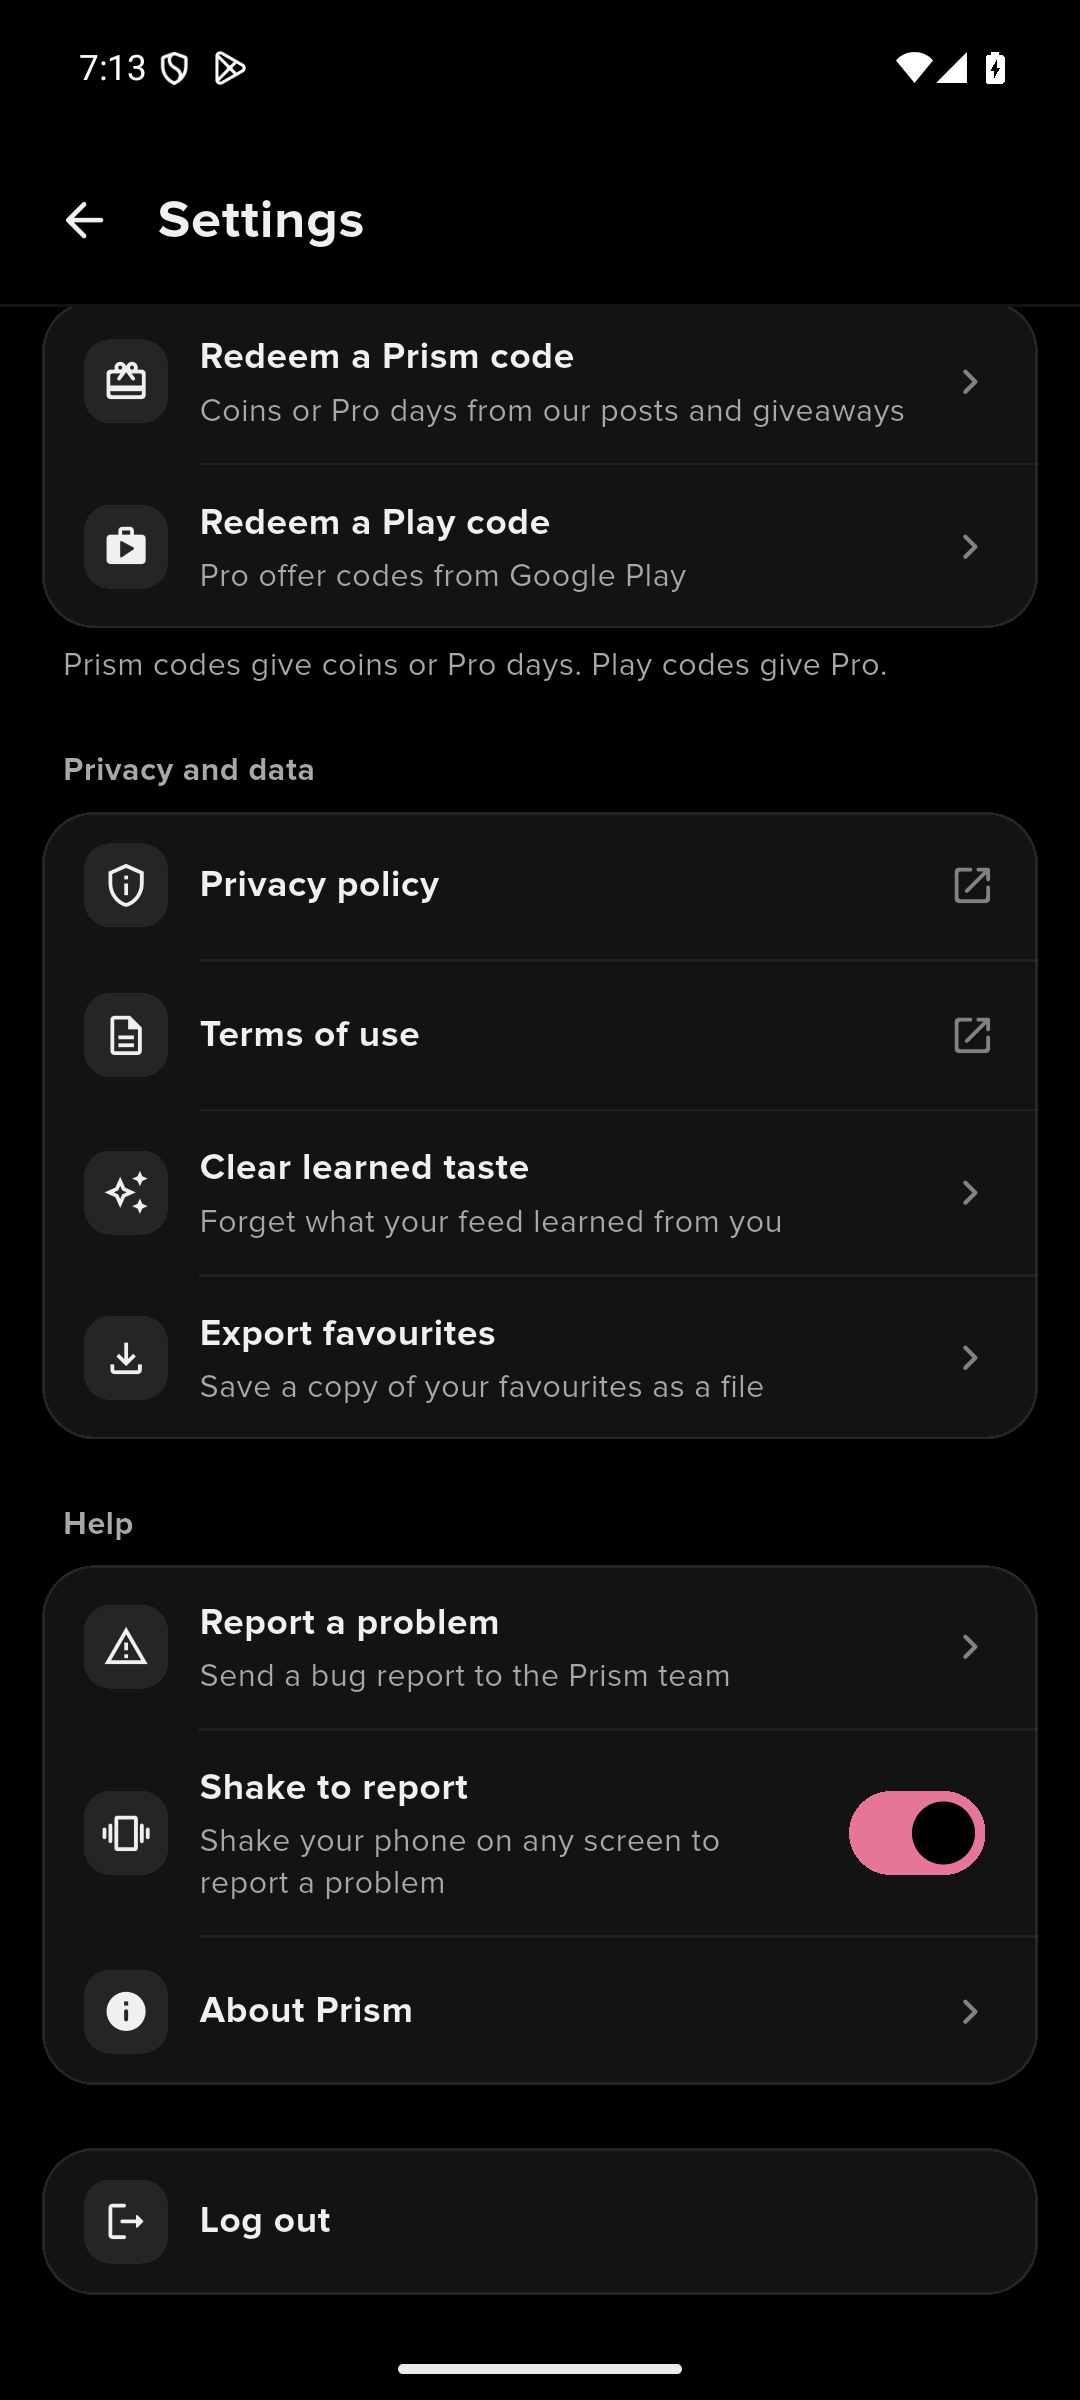 7:13
Settings
Redeem a Prism code
Coins or Pro days from our posts and giveaways
Redeem a Play code
Pro offer codes from Google Play
Prism codes give coins or Pro days. Play codes give Pro.
Privacy and data
Privacy policy
Terms of use
Clear learned taste
Forget what your feed learned from you
Export favourites
Save a copy of your favourites as a file
Help
Report a problem
Send a bug report to the Prism team
Shake to report
Shake your phone on any screen to
report a problem
About Prism
Log out